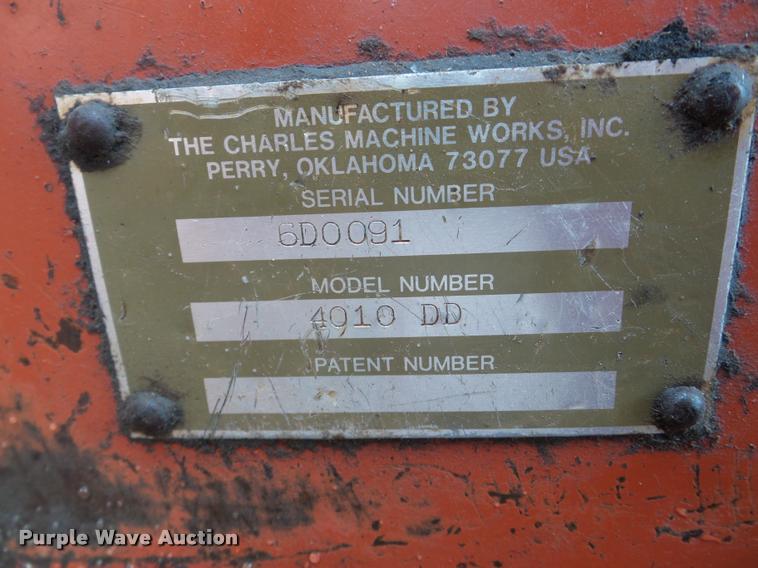 MANUFACTURED BY
THE CHARLES MACHINE WORKS, INC.
PERRY, OKLAHOMA 73077 USA
SERIAL NUMBER
6D0091
MODEL NUMBER
4010 DD
PATENT NUMBER
Purple Wave Auction